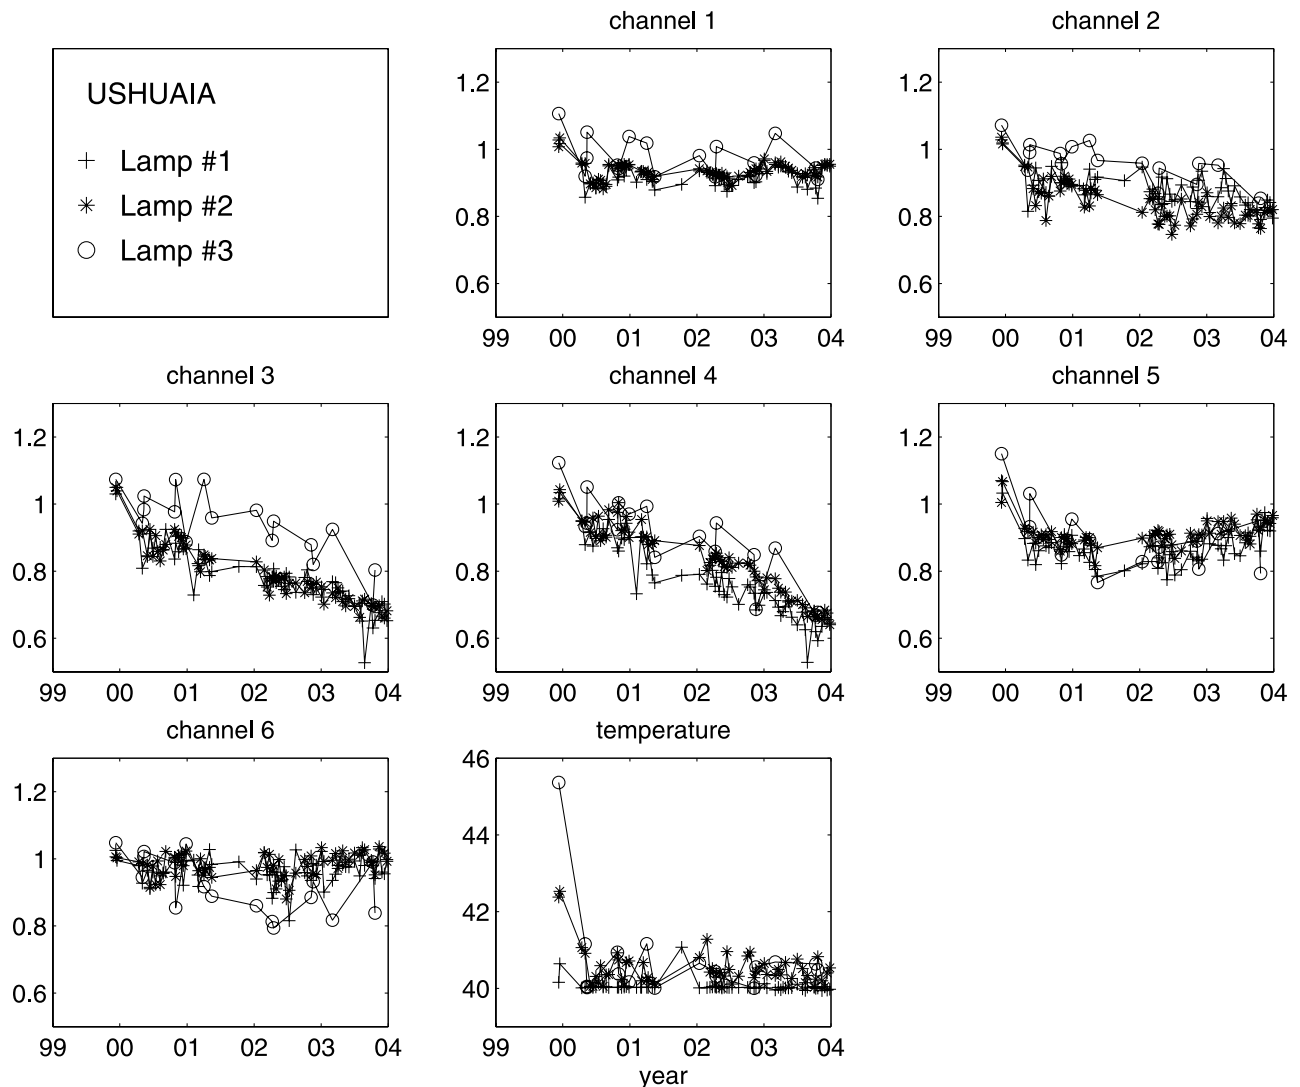 channel 1
channel 2
USHUAIA
Lamp #1
Lamp #2
Lamp #3
1.2
1
0.8
0.6
99 00 01 02 03 04
1.2
1
0.8
0.6
99 00 01 02 03 04
channel 3
channel 4
channel 5
1.2
1
0.8
0.6
99 00 01 02 03 04
1.2
1
0.8
0.6
99 00 01 02 03 04
1.2
1
0.8
0.6
99 00 01 02 03 04
channel 6
temperature
1.2
1
0.8
0.6
99 00 01 02 03 04
46
44
42
40
99 00 01 02 03 04
year